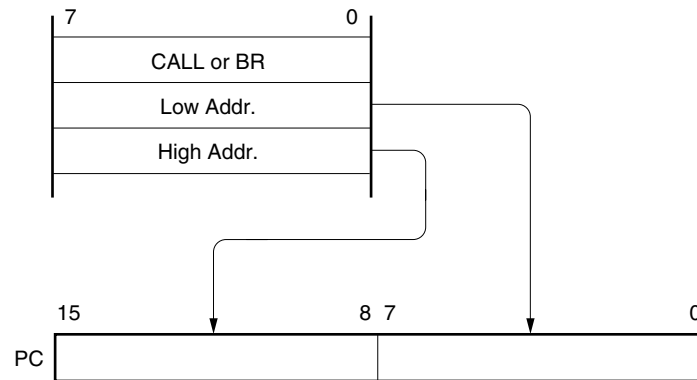 7 0
CALL or BR
Low Addr.
High Addr.
15 8 7 0
PC